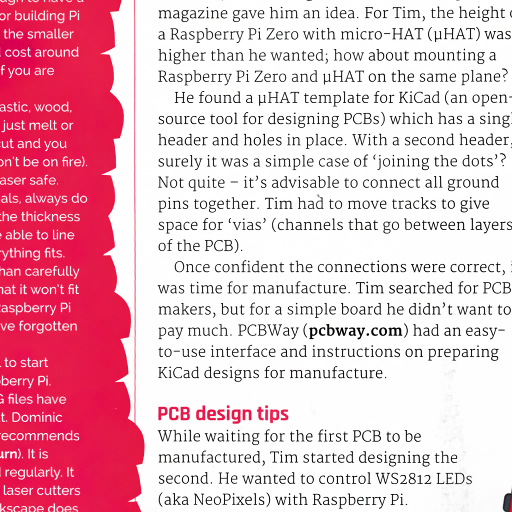 or building Pi
the smaller
cost around
f you are
astic, wood,
just melt or
cut and you
n't be on fire).
aser safe.
als, always do
the thickness
able to line
rything fits.
han carefully
hat it won't fit
Raspberry Pi
ve forgotten
to start
berry Pi.
files have
t. Dominic
recommends
urn). It is
regularly. It
laser cutters
kscape does
magazine gave him an idea. For Tim, the height
a Raspberry Pi Zero with micro-HAT (µHAT) was
higher than he wanted; how about mounting a
Raspberry Pi Zero and µHAT on the same plane?
He found a µHAT template for KiCad (an open-
source tool for designing PCBs) which has a sing
header and holes in place. With a second header,
surely it was a simple case of ‘joining the dots’?
Not quite – it’s advisable to connect all ground
pins together. Tim had to move tracks to give
space for ‘vias’ (channels that go between layers
of the PCB).
Once confident the connections were correct, i
was time for manufacture. Tim searched for PCB
makers, but for a simple board he didn’t want to
pay much. PCBWay (pcbway.com) had an easy-
to-use interface and instructions on preparing
KiCad designs for manufacture.
PCB design tips
While waiting for the first PCB to be
manufactured, Tim started designing the
second. He wanted to control WS2812 LEDs
(aka NeoPixels) with Raspberry Pi.